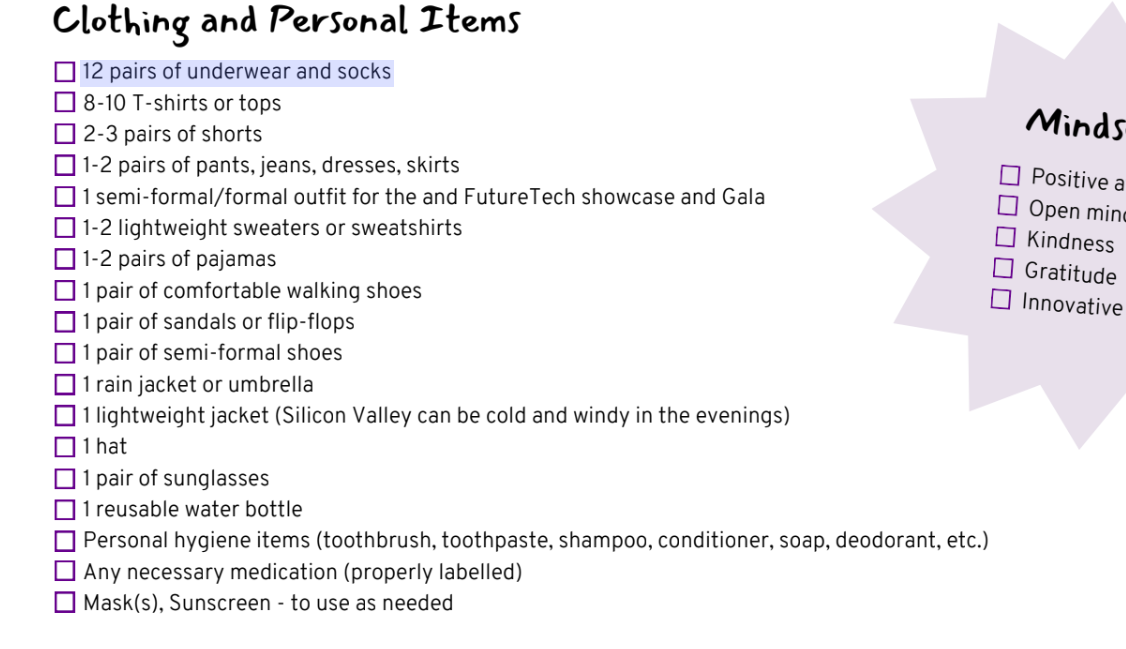 Clothing and Personal Items
12 pairs of underwear and socks
8-10 T-shirts or tops
2-3 pairs of shorts
1-2 pairs of pants, jeans, dresses, skirts
1 semi-formal/formal outfit for the and FutureTech showcase and Gala
1-2 lightweight sweaters or sweatshirts
1-2 pairs of pajamas
1 pair of comfortable walking shoes
1 pair of sandals or flip-flops
1 pair of semi-formal shoes
1 rain jacket or umbrella
1 lightweight jacket (Silicon Valley can be cold and windy in the evenings)
1 hat
1 pair of sunglasses
1 reusable water bottle
Personal hygiene items (toothbrush, toothpaste, shampoo, conditioner, soap, deodorant, etc.)
Any necessary medication (properly labelled)
Mask(s), Sunscreen - to use as needed
Positive
Open
Kindness
Gratitude
Innovative